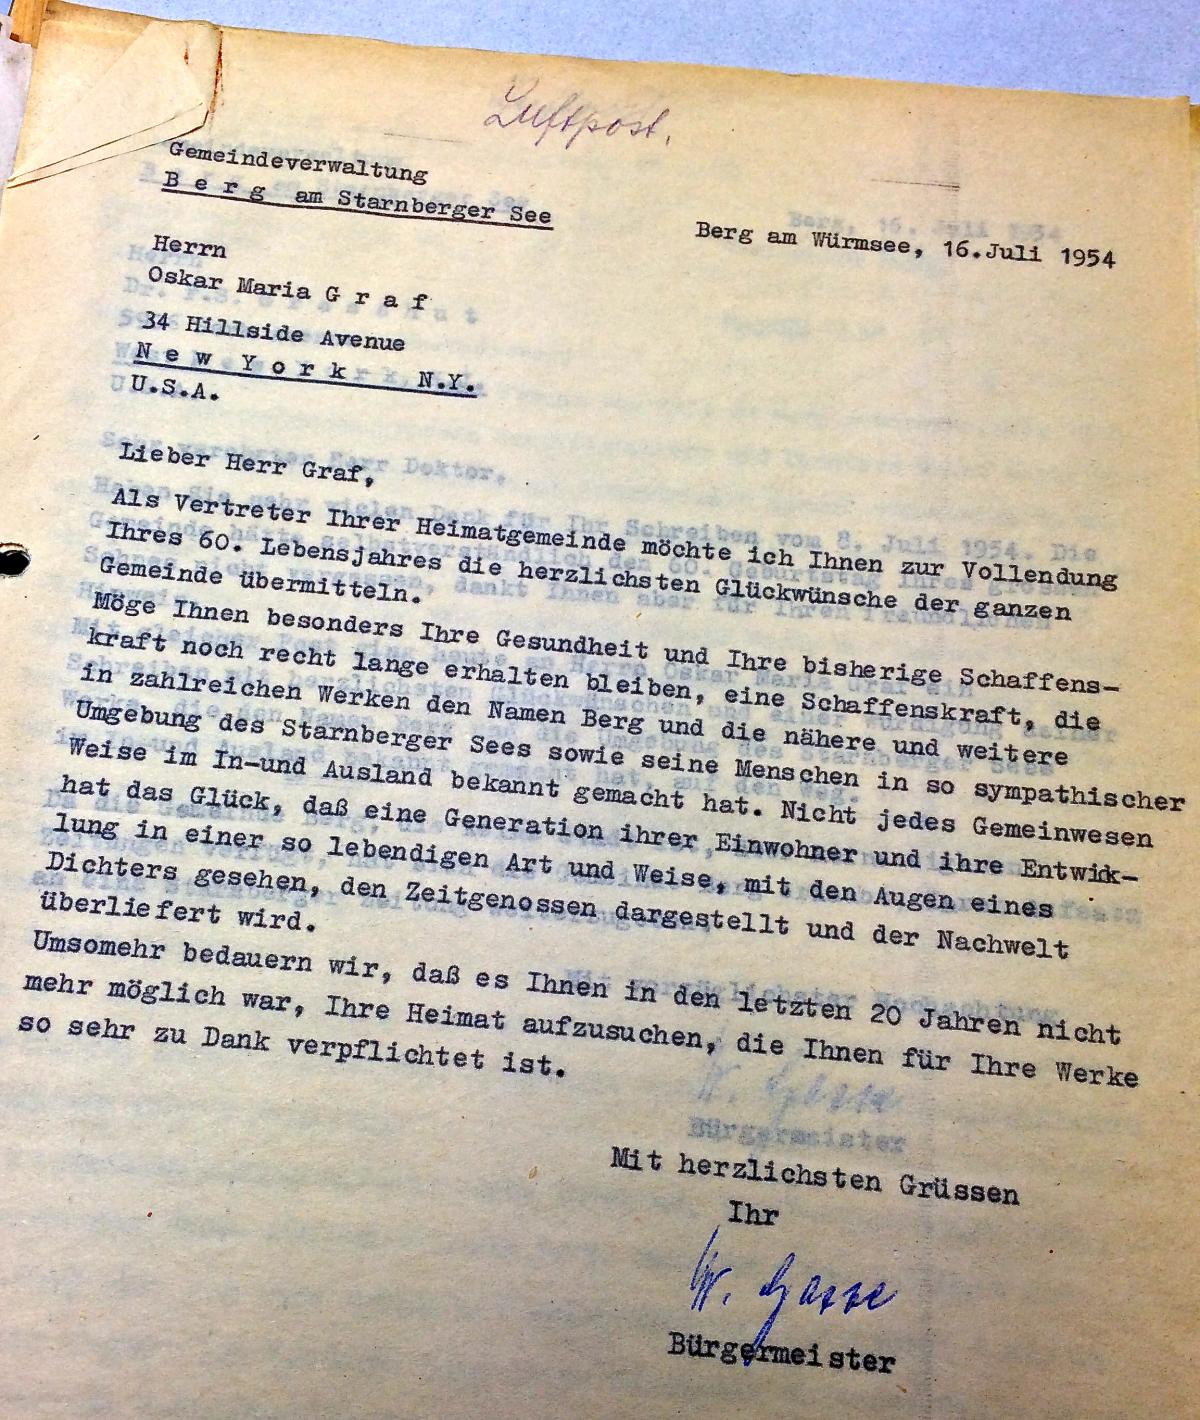 Luftpost.
Gemeindeverwaltung
B e r g am Starnberger See
Berg am Würmsee, 16.Juli 1954
Herrn
Oskar Maria G r a f
34 Hillside Avenue
N e w Y o r k N.Y.
U.S.A.
Lieber Herr Graf,
Als Vertreter Ihrer Heimatgemeinde möchte ich Ihnen zur Vollendung
Ihres 60. Lebensjahres die herzlichsten Glückwünsche der ganzen
Gemeinde übermitteln.
Möge Ihnen besonders Ihre Gesundheit und Ihre bisherige Schaffens-
kraft noch recht lange erhalten bleiben, eine Schaffenskraft, die
in zahlreichen Werken den Namen Berg und die nähere und weitere
Umgebung des Starnberger Sees sowie seine Menschen in so sympathischer
Weise im In-und Ausland bekannt gemacht hat. Nicht jedes Gemeinwesen
hat das Glück, daß eine Generation ihrer Einwohner und ihre Entwik-
lung in einer so lebendigen Art und Weise, mit den Augen eines
Dichters gesehen, den Zeitgenossen dargestellt und der Nachwelt
überliefert wird.
Umsomehr bedauern wir, daß es Ihnen in den letzten 20 Jahren nicht
mehr möglich war, Ihre Heimat aufzusuchen, die Ihnen für Ihre Werke
so sehr zu Dank verpflichtet ist.
Mit herzlichsten Grüssen
Ihr
W.
Bürgermeister